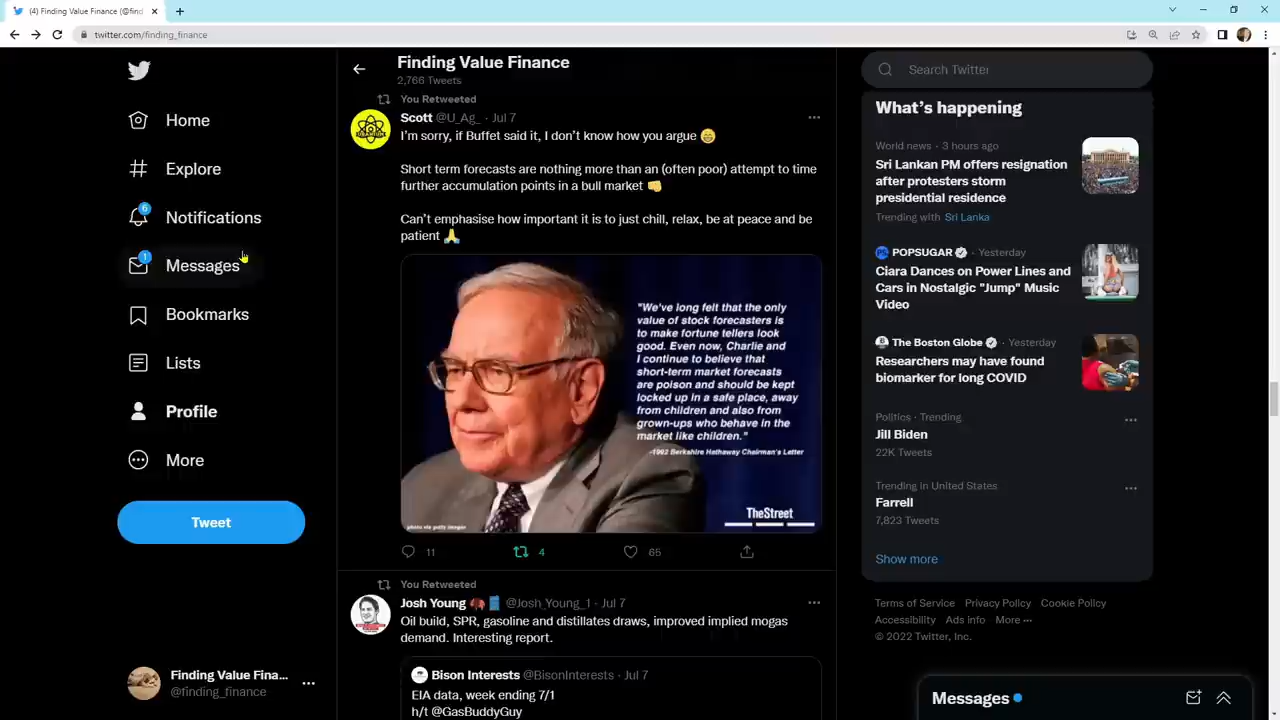 (4) Finding Value Finance (@find
twitter.com/finding_finance
Home
Explore
6
Notifications
1
Messages
Bookmarks
Lists
Profile
More
Tweet
Finding Value Fina...
@finding_finance
Finding Value Finance
2,766 Tweets
You Retweeted
Scott @U_Ag_ · Jul 7
I'm sorry, if Buffet said it, I don't know how you argue 😁
Short term forecasts are nothing more than an (often poor) attempt to time
further accumulation points in a bull market 👊
Can't emphasise how important it is to just chill, relax, be at peace and be
patient 🙏
"We've long felt that the only
value of stock forecasters is
to make fortune tellers look
good. Even now, Charlie and
I continue to believe that
short-term market forecasts
are poison and should be kept
locked up in a safe place, away
from children and also from
grown-ups who behave in the
market like children."
-1992 Berkshire Hathaway Chairman's Letter
TheStreet
photo via getty images
11
4
65
You Retweeted
Josh Young @Josh_Young_1 · Jul 7
Oil build, SPR, gasoline and distillates draws, improved implied mogas
demand. Interesting report.
Bison Interests @BisonInterests · Jul 7
EIA data, week ending 7/1
h/t @GasBuddyGuy
Search Twitter
What's happening
World news · 3 hours ago
Sri Lankan PM offers resignation
after protesters storm
presidential residence
Trending with Sri Lanka
POPSUGAR · Yesterday
Ciara Dances on Power Lines and
Cars in Nostalgic "Jump" Music
Video
The Boston Globe · Yesterday
Researchers may have found
biomarker for long COVID
Politics · Trending
Jill Biden
22K Tweets
Trending in United States
Farrell
7,823 Tweets
Show more
Terms of Service Privacy Policy Cookie Policy
Accessibility Ads info More ···
© 2022 Twitter, Inc.
Messages